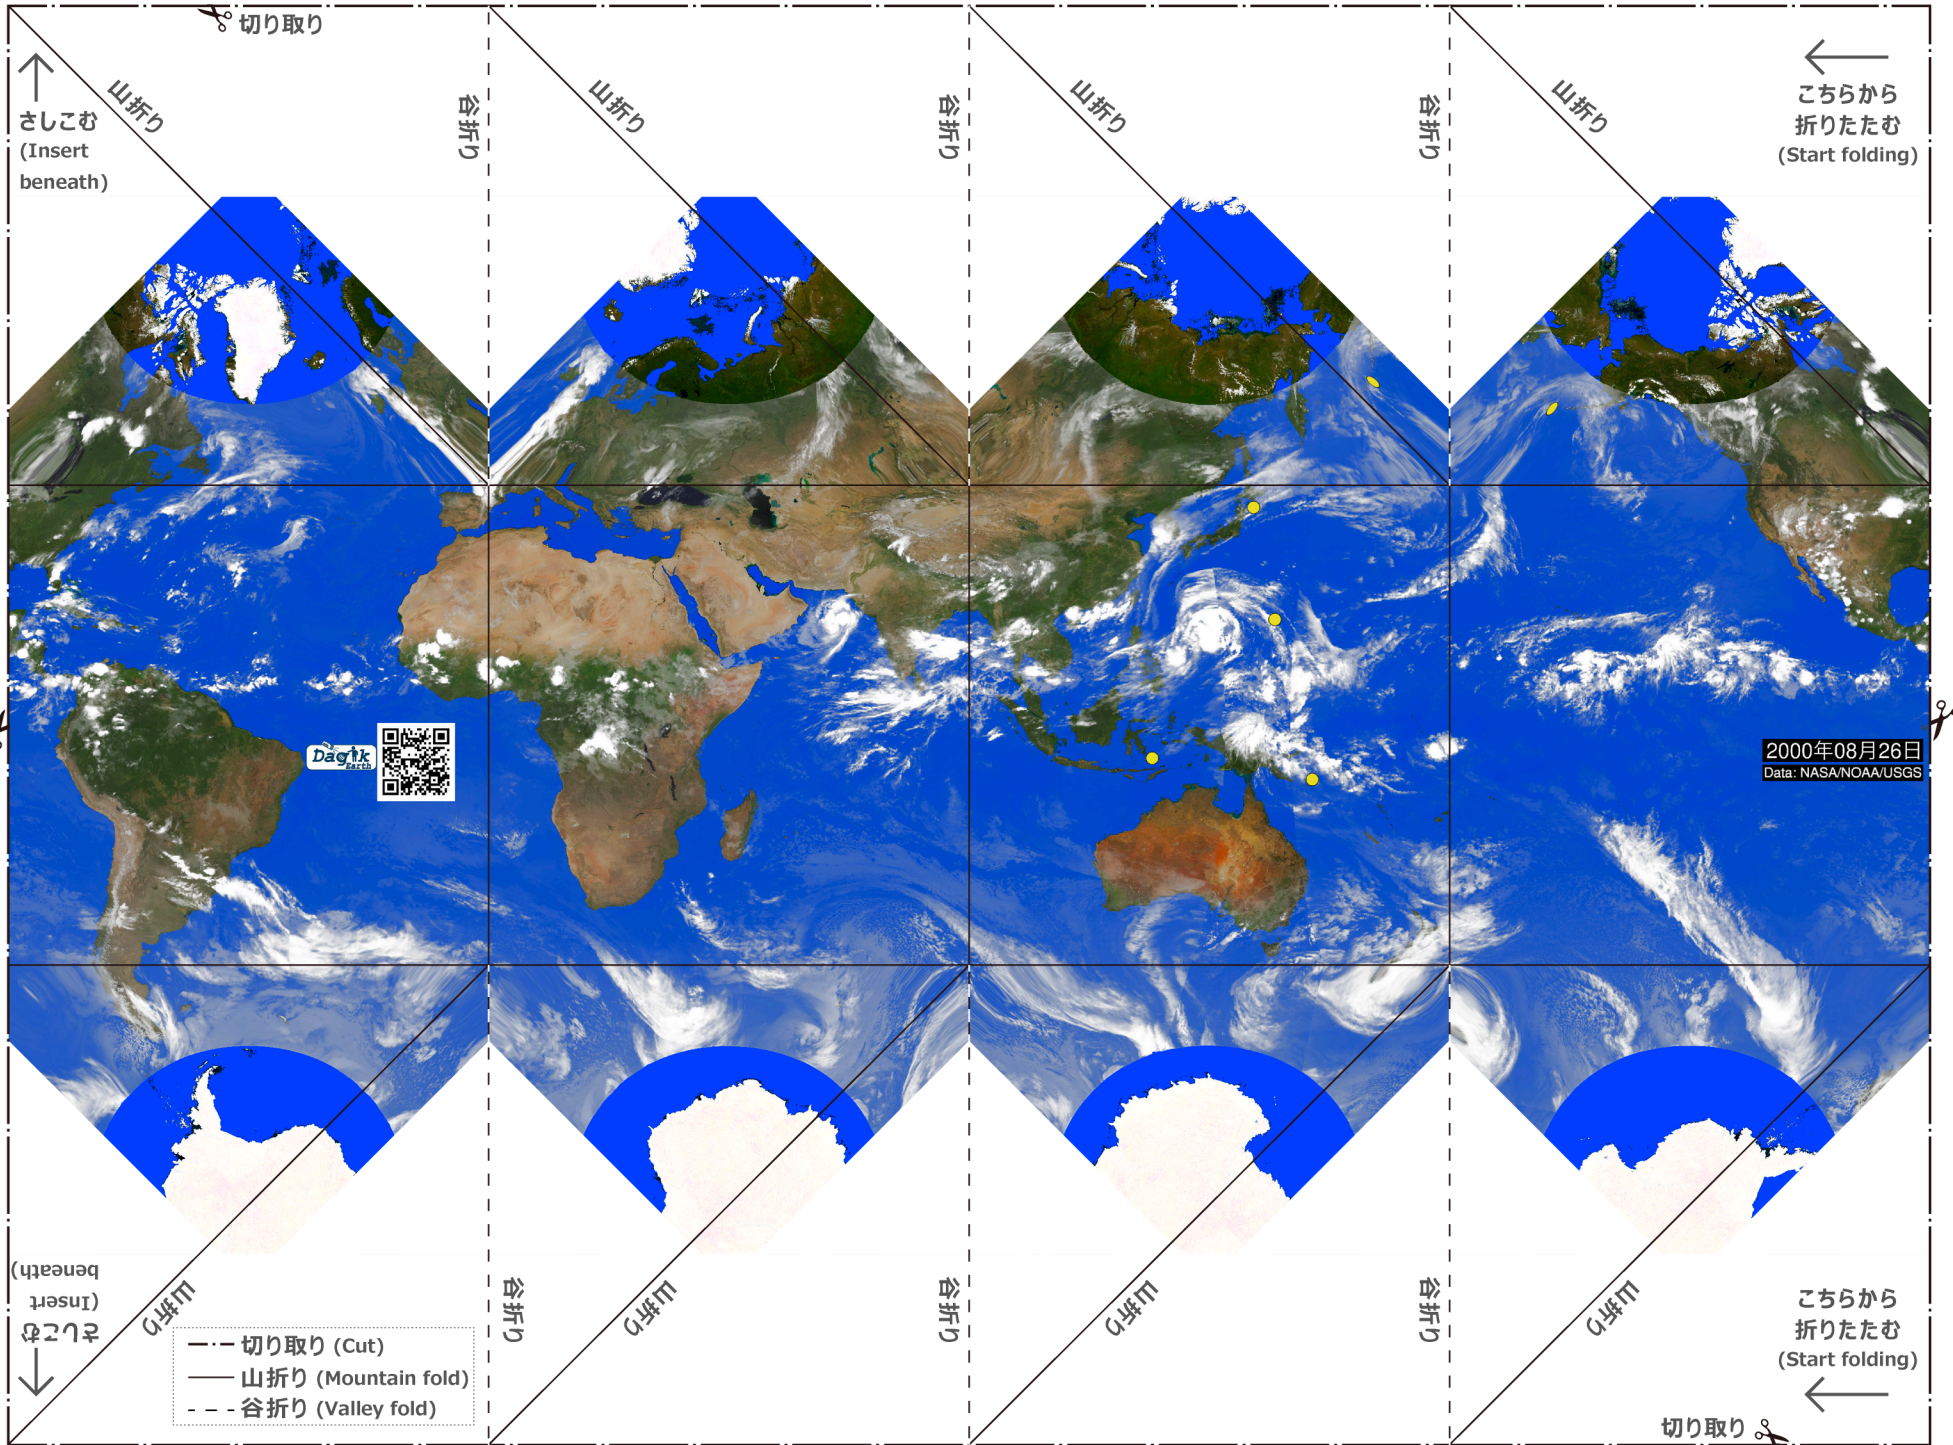 切り取り
さしこむ
(Insert
beneath)
山折り
谷折り
山折り
谷折り
山折り
谷折り
山折り
こちらから
折りたたむ
(Start folding)
Dagik
Earth
2000年08月26日
Data: NASA/NOAA/USGS
さしこむ
(Insert
beneath)
山折り
谷折り
山折り
谷折り
山折り
谷折り
山折り
こちらから
折りたたむ
(Start folding)
切り取り (Cut)
山折り (Mountain fold)
谷折り (Valley fold)
切り取り